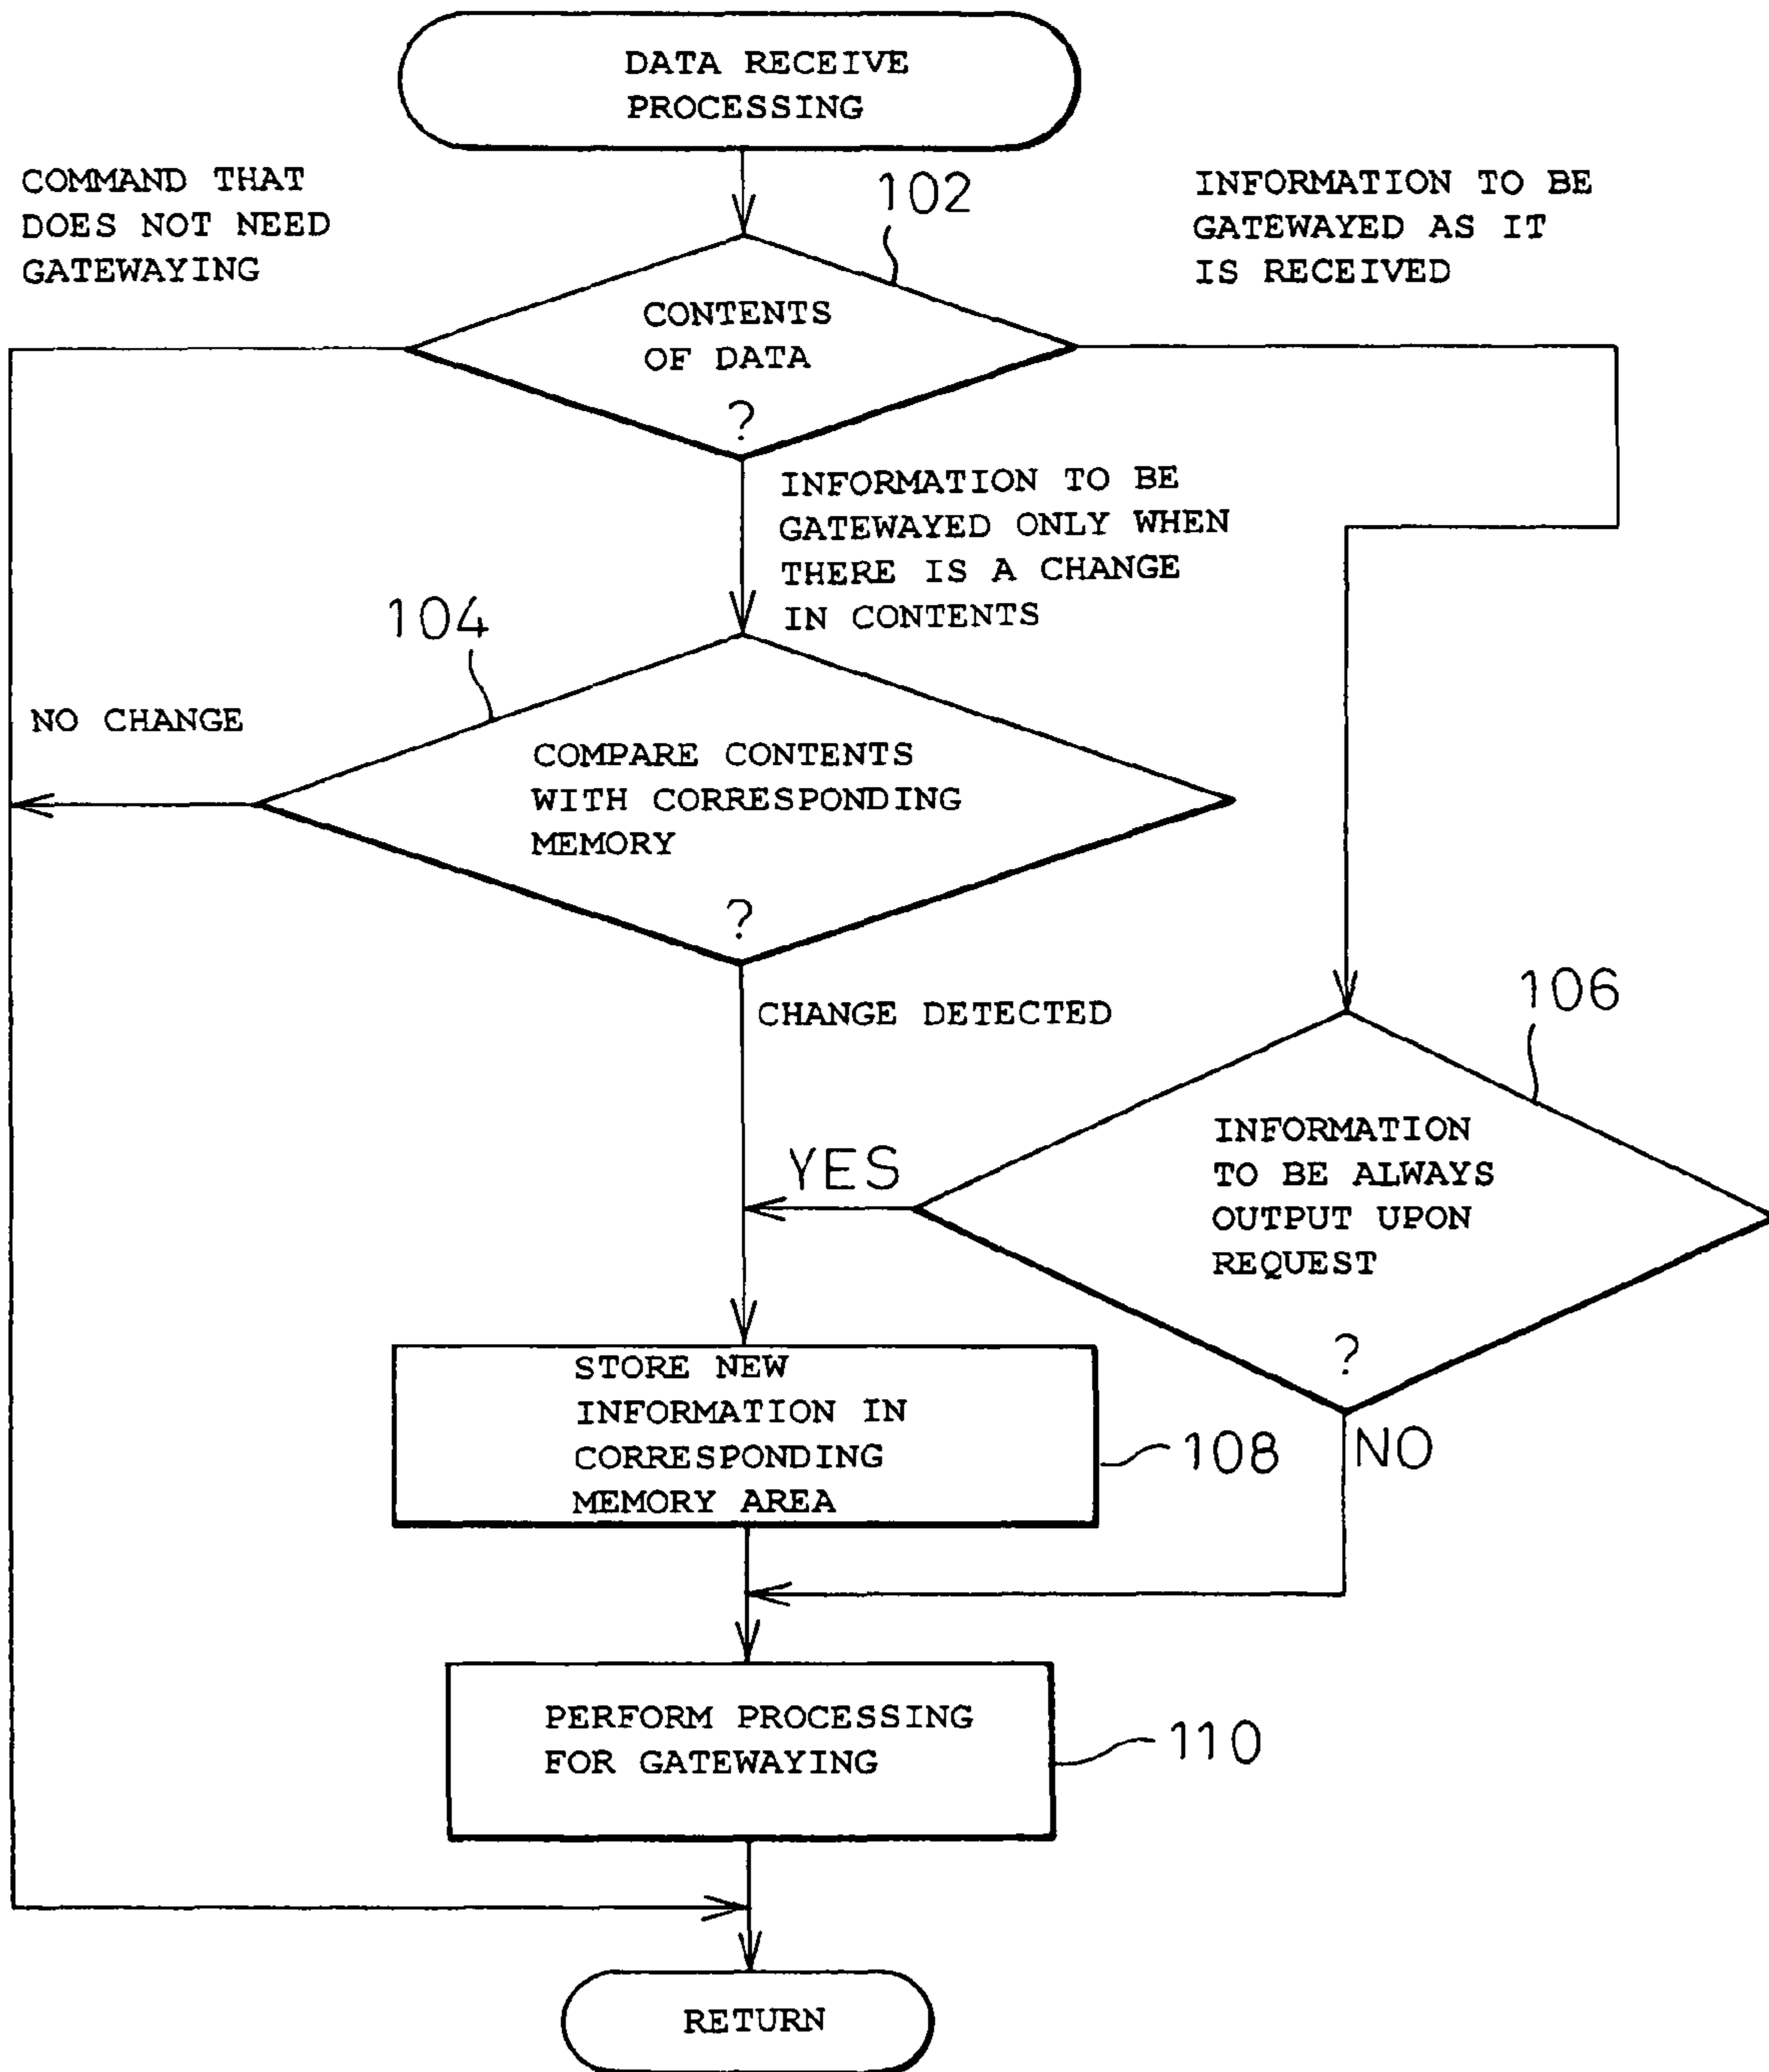 DATA RECEIVE
PROCESSING
COMMAND THAT
DOES NOT NEED
GATEWAYING
102
INFORMATION TO BE
GATEWAYED AS IT
IS RECEIVED
CONTENTS
OF DATA
?
INFORMATION TO BE
GATEWAYED ONLY WHEN
THERE IS A CHANGE
IN CONTENTS
104
NO CHANGE
COMPARE CONTENTS
WITH CORRESPONDING
MEMORY
?
CHANGE DETECTED
106
INFORMATION
TO BE ALWAYS
OUTPUT UPON
REQUEST
?
YES
NO
STORE NEW
INFORMATION IN
CORRESPONDING
MEMORY AREA
108
PERFORM PROCESSING
FOR GATEWAYING
110
RETURN